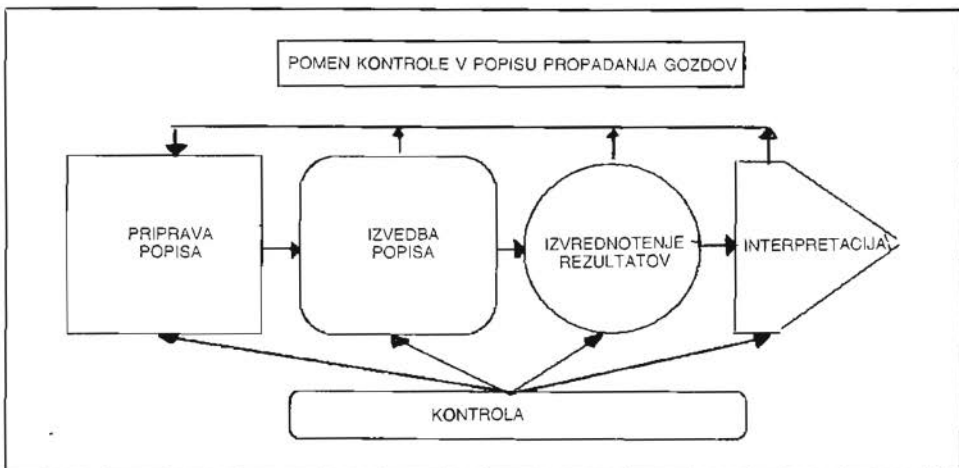 POMEN KONTROLE V POPISU PROPADANJA GOZDOV
PRIPRAVA
POPISA
IZVEDBA
POPISA
IZVREDNOTENJE
REZULTATOV
INTERPRETACIJA
KONTROLA